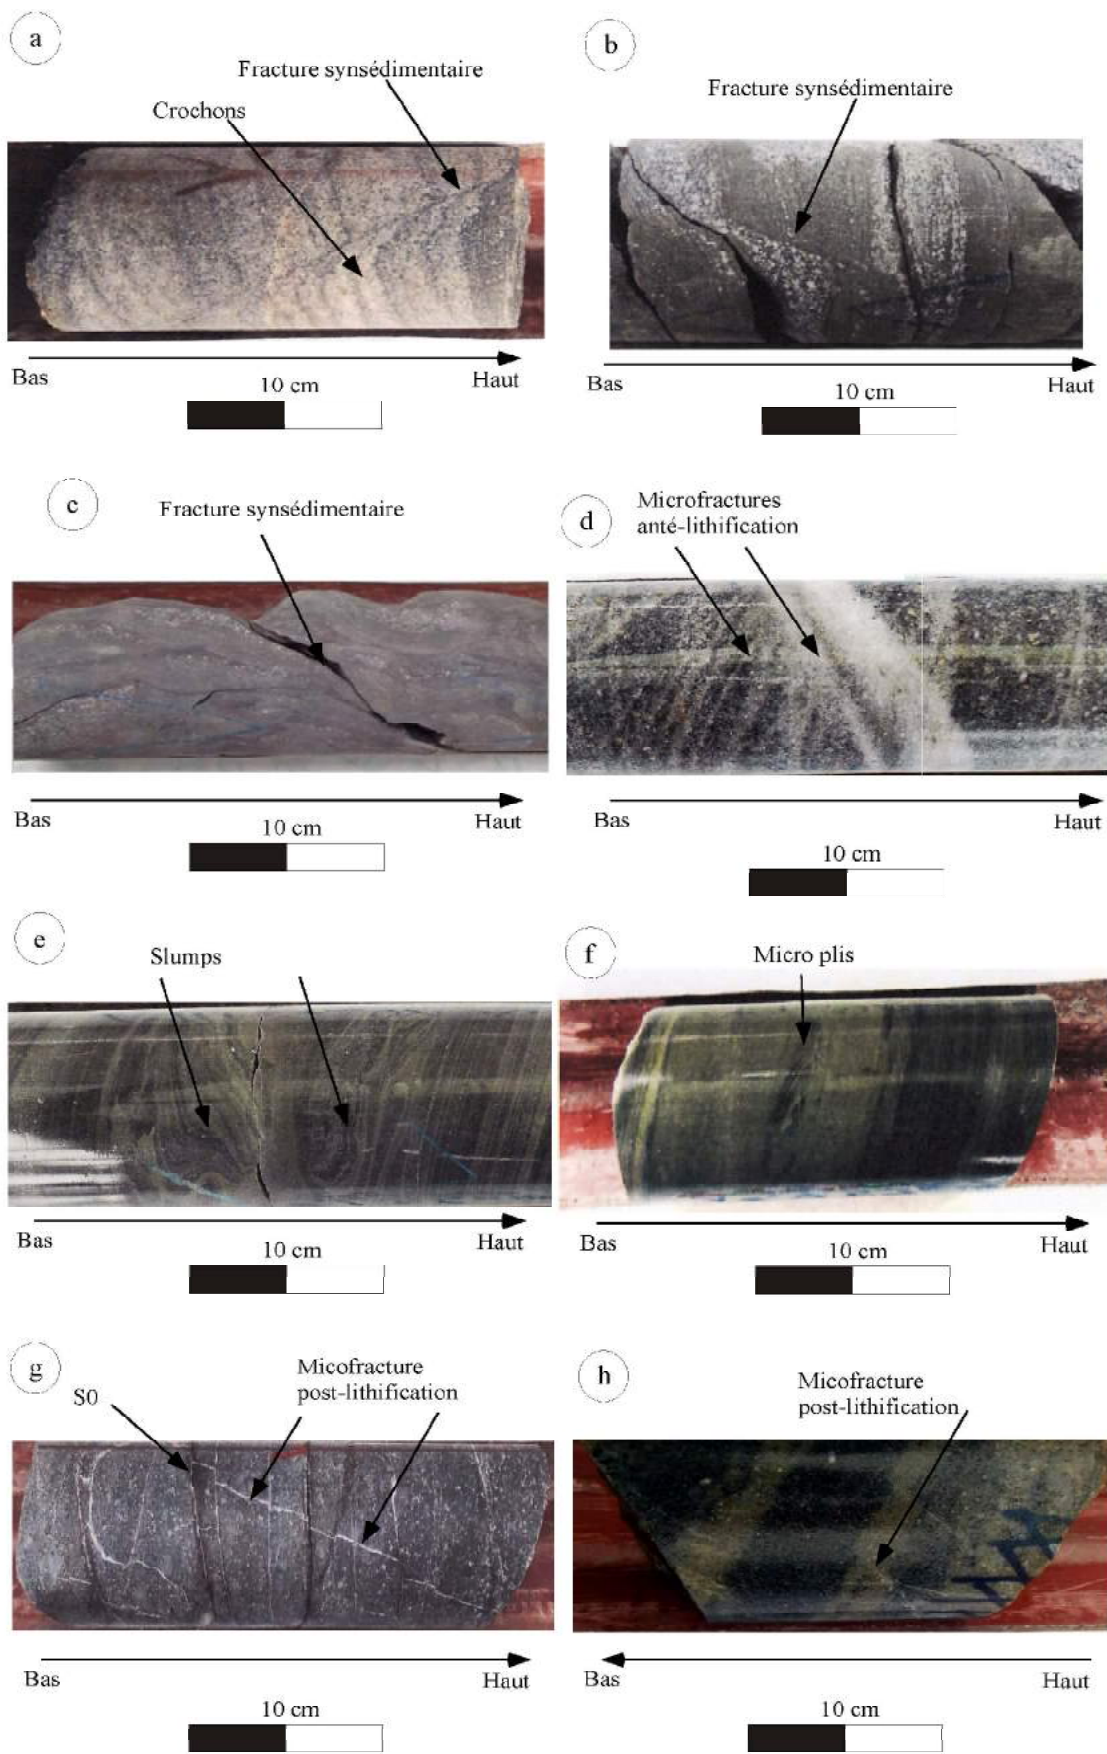 a
Fracture synsédimentaire
Crochons
Bas
Haut
10 cm
b
Fracture synsédimentaire
Bas
Haut
10 cm
c
Fracture synsédimentaire
Bas
Haut
10 cm
d
Microfractures
anté-lithification
Bas
Haut
10 cm
e
Slumps
Bas
Haut
10 cm
f
Micro plis
Bas
Haut
10 cm
g
S0
Micofracture
post-lithification
Bas
Haut
10 cm
h
Micofracture
post-lithification
Bas
Haut
10 cm